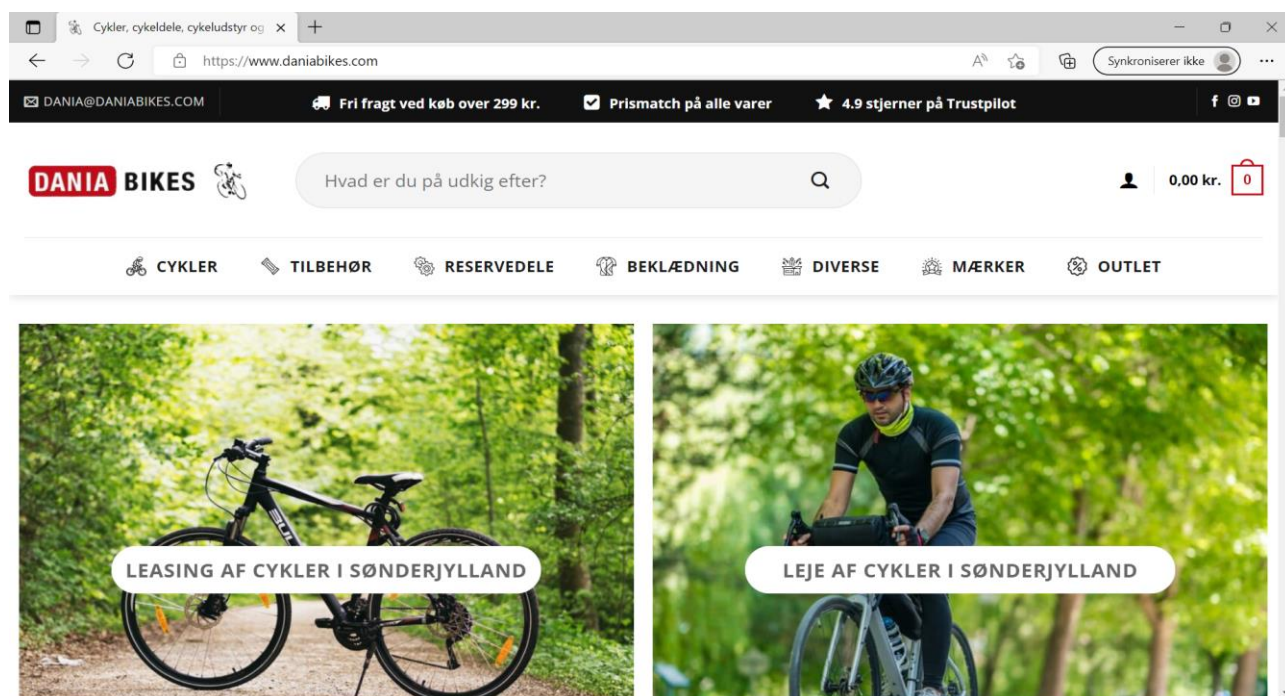 Cykler, cykeldele, cykeludstyr og
https://www.daniabikes.com
Synkroniserer ikke
DANIA@DANIABIKES.COM
Fri fragt ved køb over 299 kr.
Prismatch på alle varer
4.9 stjerner på Trustpilot
DANIA BIKES
Hvad er du på udkig efter?
0,00 kr. 0
CYKLER
TILBEHØR
RESERVEDELE
BEKLÆDNING
DIVERSE
MÆRKER
OUTLET
LEASING AF CYKLER I SØNDERJYLLAND
LEJE AF CYKLER I SØNDERJYLLAND